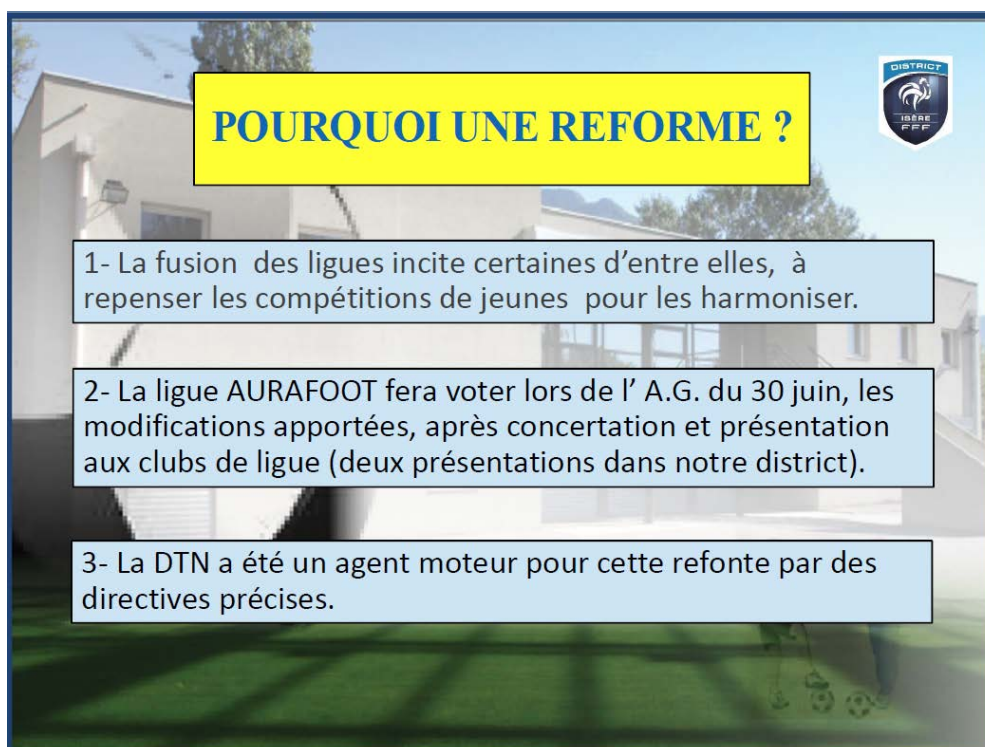 DISTRICT
ISÈRE
FFF
POURQUOI UNE REFORME ?
1- La fusion des ligues incite certaines d’entre elles, à
repenser les compétitions de jeunes pour les harmoniser.
2- La ligue AURAFOOT fera voter lors de l’ A.G. du 30 juin, les
modifications apportées, après concertation et présentation
aux clubs de ligue (deux présentations dans notre district).
3- La DTN a été un agent moteur pour cette refonte par des
directives précises.